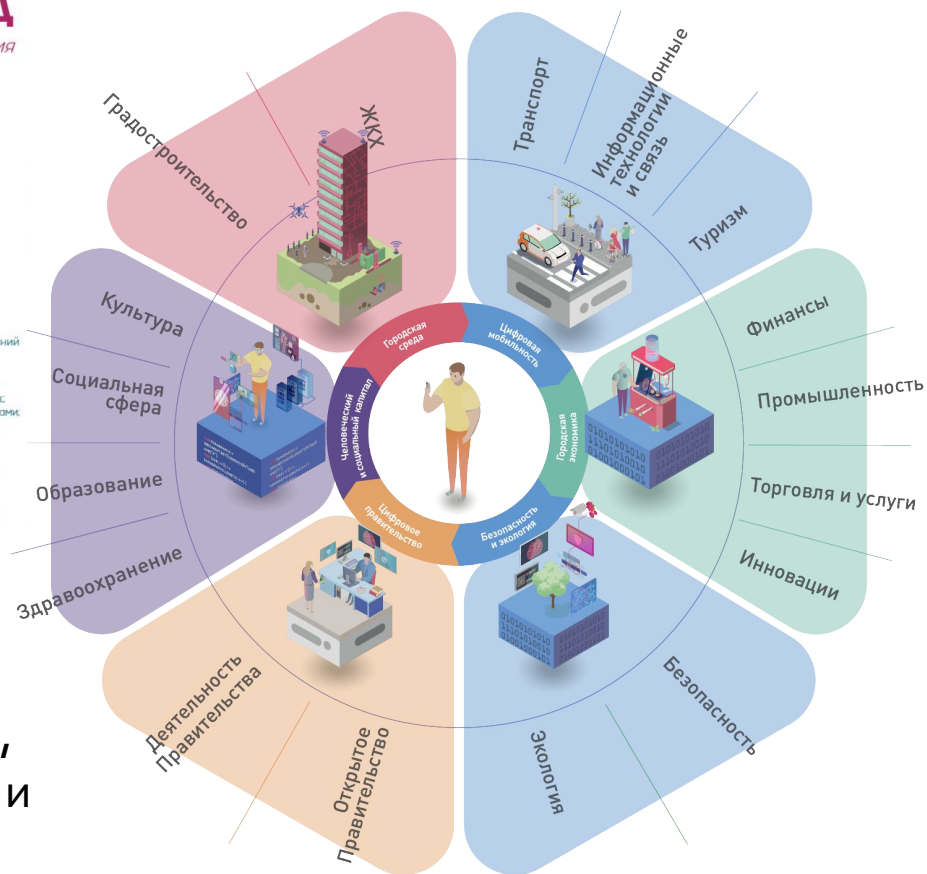 Градостроительство
ЖКХ
Транспорт
Информационные
технологии
и связь
Туризм
Культура
Социальная
сфера
Образование
Здравоохранение
Финансы
Промышленность
Торговля и услуги
Инновации
Городская
среда
Цифровая
мобильность
Человеческий
и социальный капитал
Городская
экономика
Цифровое
правительство
Безопасность
и экология
Деятельность
Правительства
Открытое
Правительство
Экология
Безопасность
и